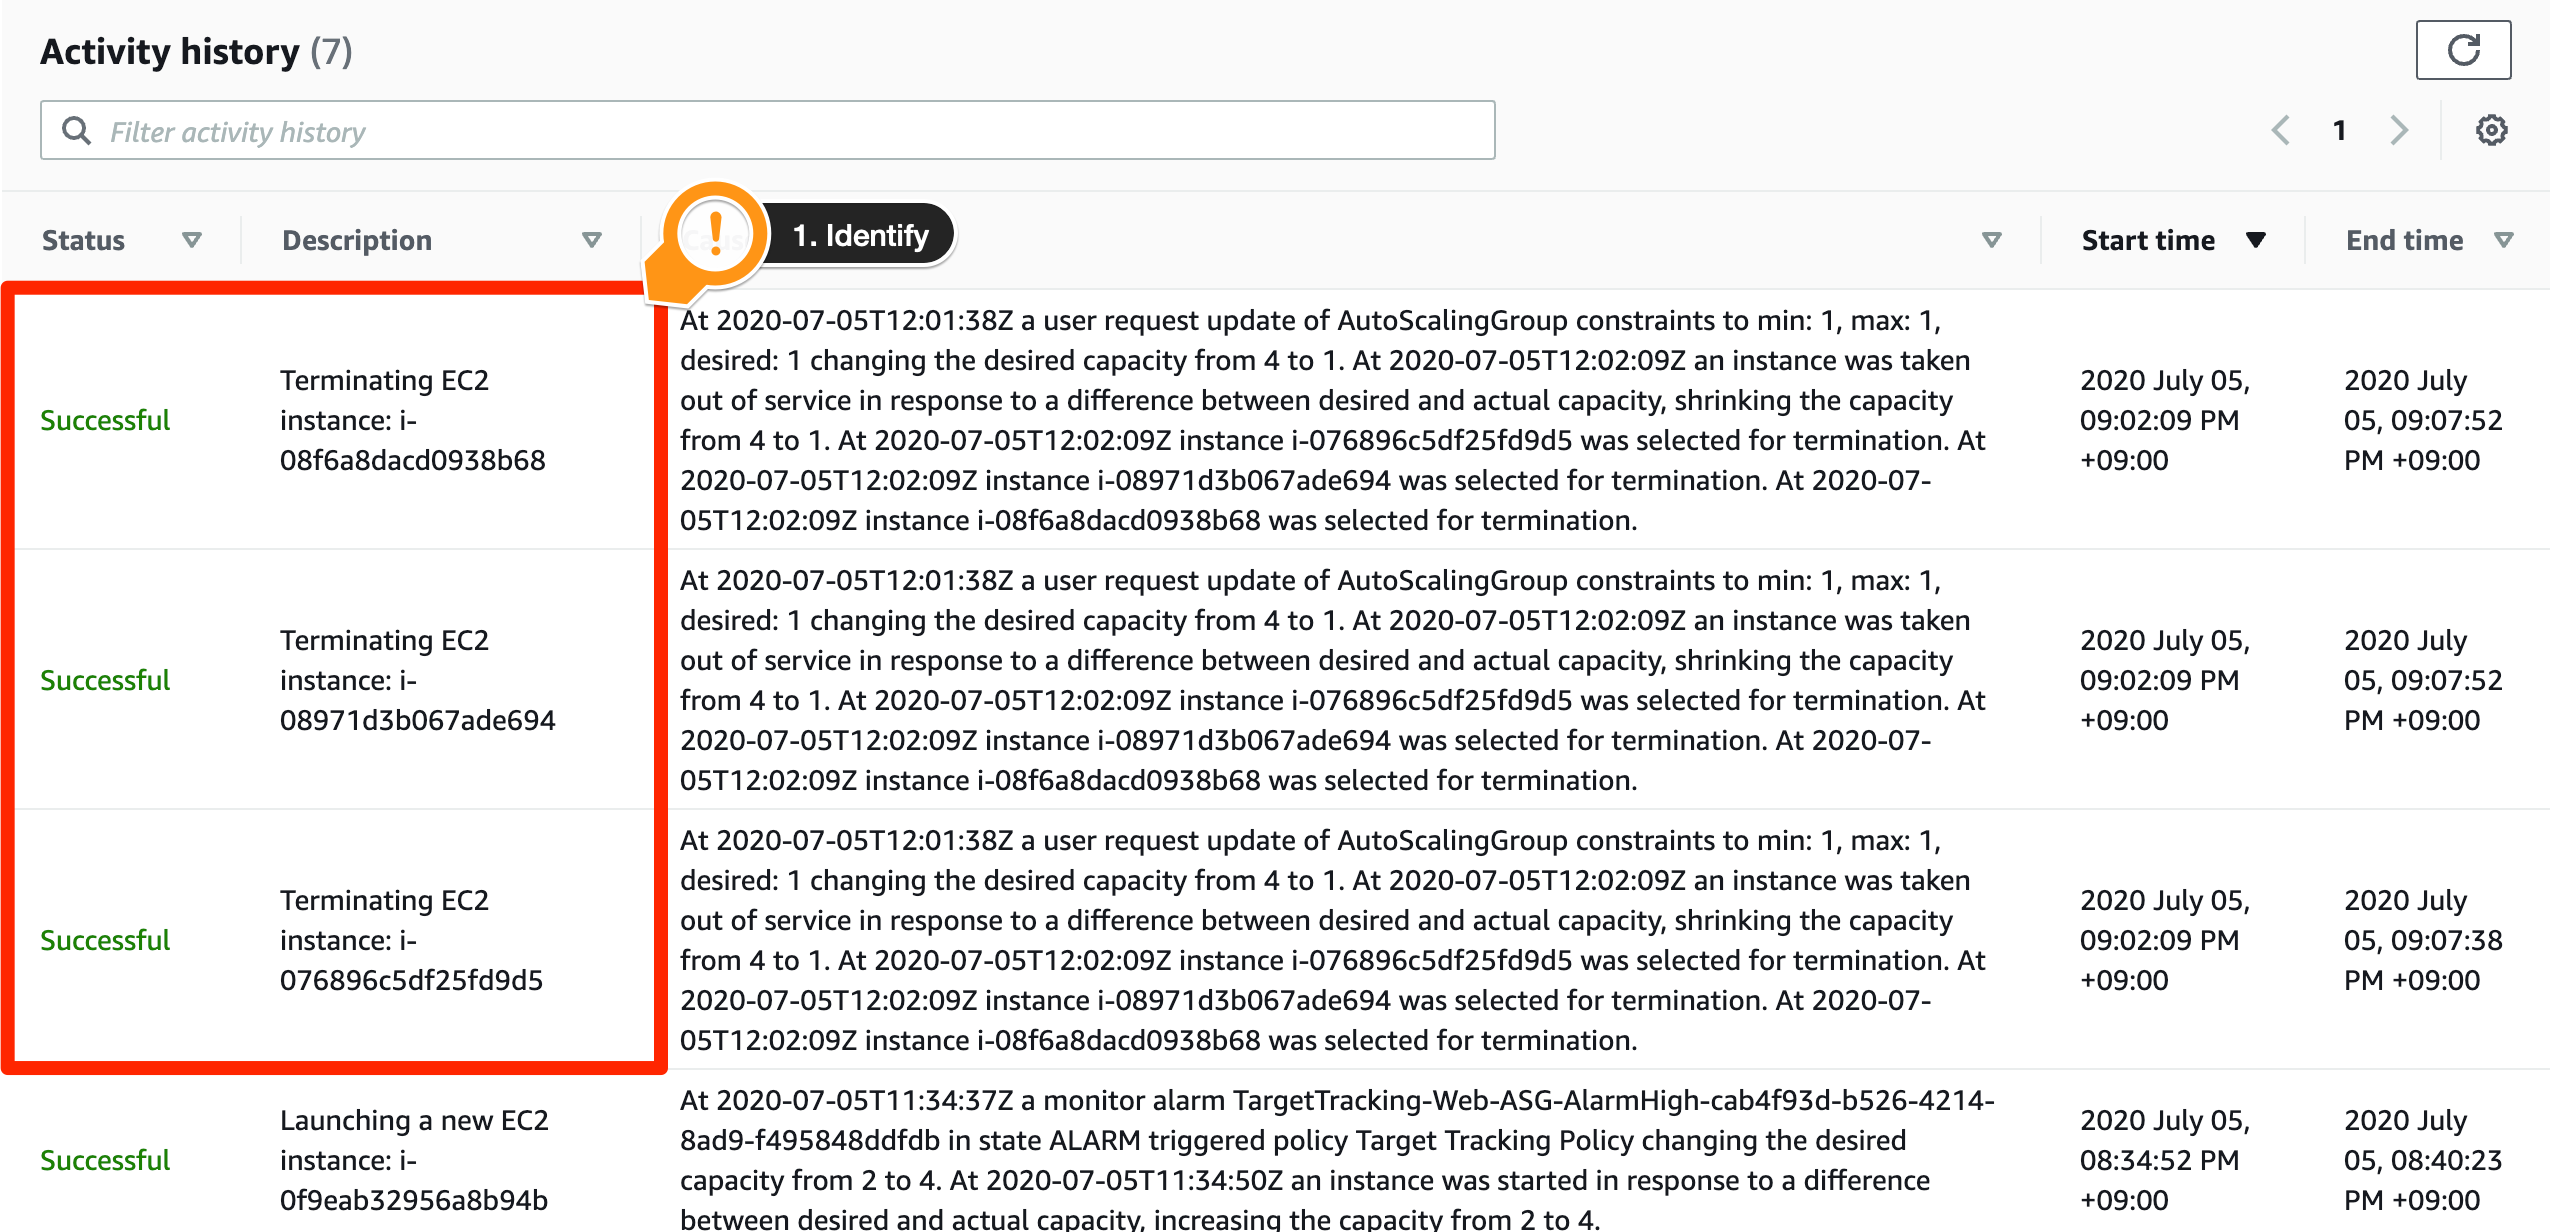 Activity history (7)
Filter activity history
1
Status
Description
1. Identify
Start time
End time
Successful
Terminating EC2
instance: i-
08f6a8dacd0938b68
At 2020-07-05T12:01:38Z a user request update of AutoScalingGroup constraints to min: 1, max: 1,
desired: 1 changing the desired capacity from 4 to 1. At 2020-07-05T12:02:09Z an instance was taken
out of service in response to a difference between desired and actual capacity, shrinking the capacity
from 4 to 1. At 2020-07-05T12:02:09Z instance i-076896c5df25fd9d5 was selected for termination. At
2020-07-05T12:02:09Z instance i-08971d3b067ade694 was selected for termination. At 2020-07-
05T12:02:09Z instance i-08f6a8dacd0938b68 was selected for termination.
2020 July 05,
09:02:09 PM
+09:00
2020 July
05, 09:07:52
PM +09:00
Successful
Terminating EC2
instance: i-
08971d3b067ade694
At 2020-07-05T12:01:38Z a user request update of AutoScalingGroup constraints to min: 1, max: 1,
desired: 1 changing the desired capacity from 4 to 1. At 2020-07-05T12:02:09Z an instance was taken
out of service in response to a difference between desired and actual capacity, shrinking the capacity
from 4 to 1. At 2020-07-05T12:02:09Z instance i-076896c5df25fd9d5 was selected for termination. At
2020-07-05T12:02:09Z instance i-08971d3b067ade694 was selected for termination. At 2020-07-
05T12:02:09Z instance i-08f6a8dacd0938b68 was selected for termination.
2020 July 05,
09:02:09 PM
+09:00
2020 July
05, 09:07:52
PM +09:00
Successful
Terminating EC2
instance: i-
076896c5df25fd9d5
At 2020-07-05T12:01:38Z a user request update of AutoScalingGroup constraints to min: 1, max: 1,
desired: 1 changing the desired capacity from 4 to 1. At 2020-07-05T12:02:09Z an instance was taken
out of service in response to a difference between desired and actual capacity, shrinking the capacity
from 4 to 1. At 2020-07-05T12:02:09Z instance i-076896c5df25fd9d5 was selected for termination. At
2020-07-05T12:02:09Z instance i-08971d3b067ade694 was selected for termination. At 2020-07-
05T12:02:09Z instance i-08f6a8dacd0938b68 was selected for termination.
2020 July 05,
09:02:09 PM
+09:00
2020 July
05, 09:07:38
PM +09:00
Successful
Launching a new EC2
instance: i-
0f9eab32956a8b94b
At 2020-07-05T11:34:37Z a monitor alarm TargetTracking-Web-ASG-AlarmHigh-cab4f93d-b526-4214-
8ad9-f495848ddfdb in state ALARM triggered policy Target Tracking Policy changing the desired
capacity from 2 to 4. At 2020-07-05T11:34:50Z an instance was started in response to a difference
between desired and actual capacity, increasing the capacity from 2 to 4.
2020 July 05,
08:34:52 PM
+09:00
2020 July
05, 08:40:23
PM +09:00